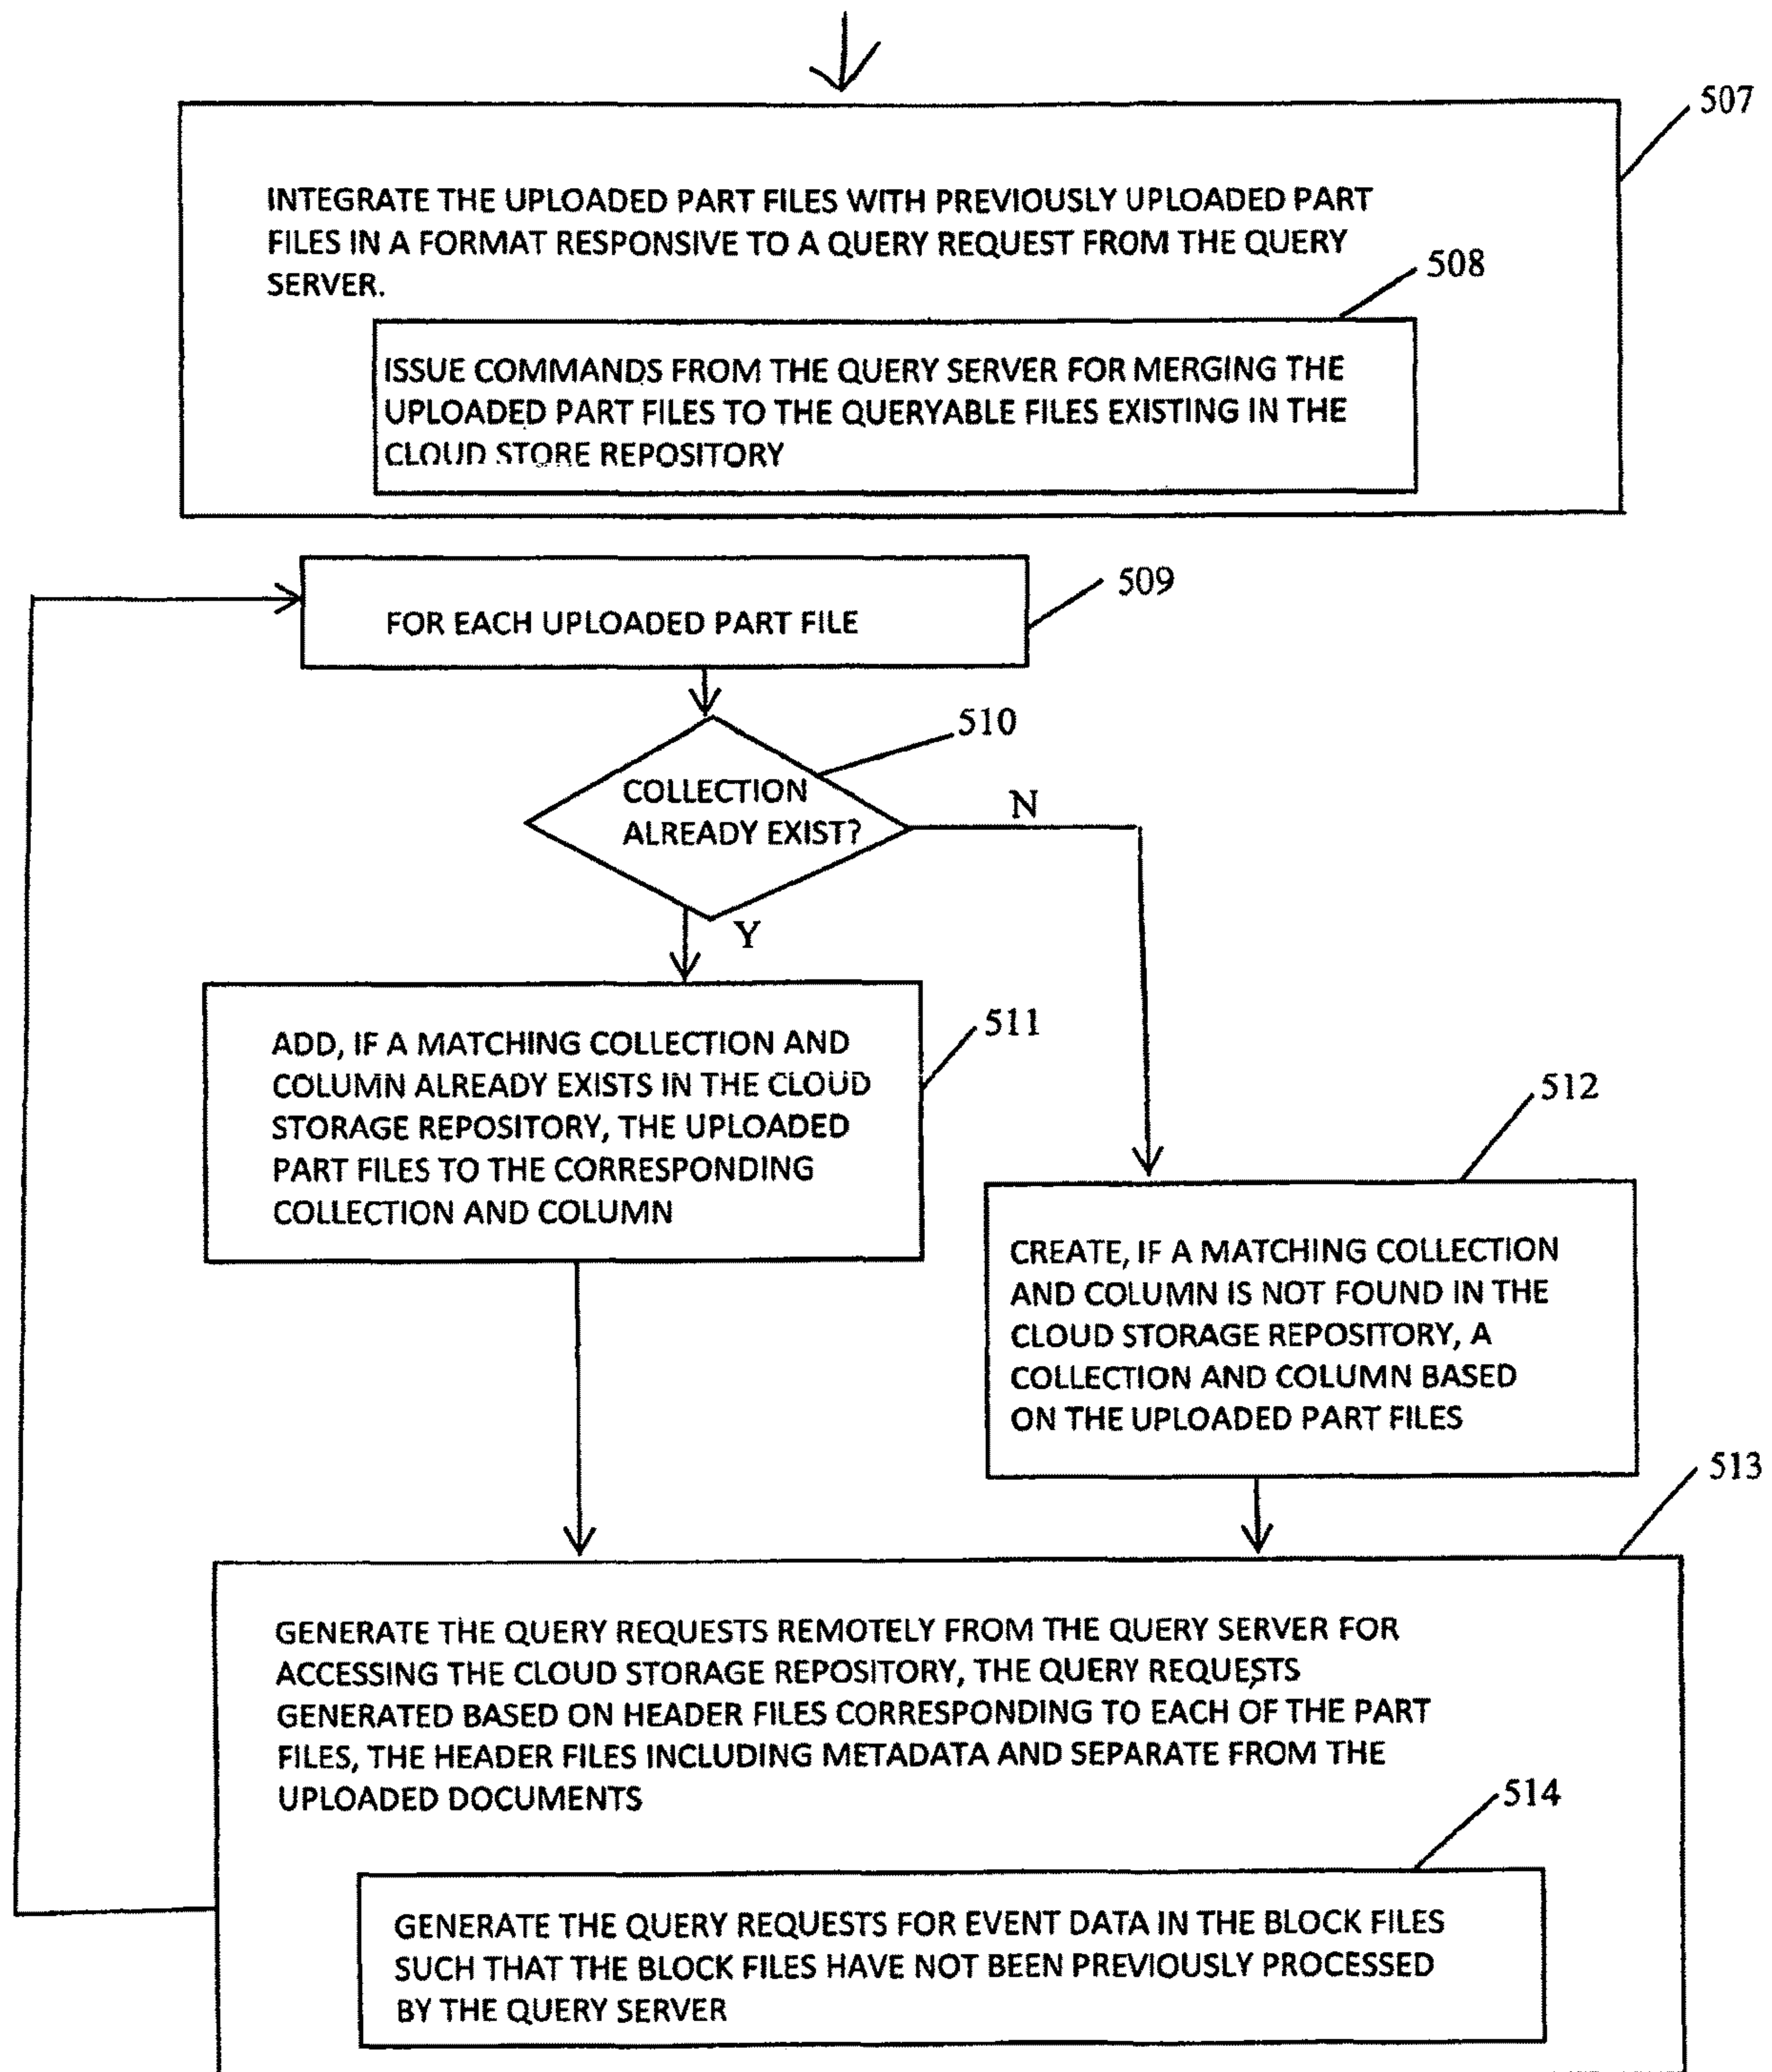 507
INTEGRATE THE UPLOADED PART FILES WITH PREVIOUSLY UPLOADED PART
FILES IN A FORMAT RESPONSIVE TO A QUERY REQUEST FROM THE QUERY
SERVER.
508
ISSUE COMMANDS FROM THE QUERY SERVER FOR MERGING THE
UPLOADED PART FILES TO THE QUERYABLE FILES EXISTING IN THE
CLOUD STORE REPOSITORY
509
FOR EACH UPLOADED PART FILE
510
COLLECTION
ALREADY EXIST?
N
Y
511
ADD, IF A MATCHING COLLECTION AND
COLUMN ALREADY EXISTS IN THE CLOUD
STORAGE REPOSITORY, THE UPLOADED
PART FILES TO THE CORRESPONDING
COLLECTION AND COLUMN
512
CREATE, IF A MATCHING COLLECTION
AND COLUMN IS NOT FOUND IN THE
CLOUD STORAGE REPOSITORY, A
COLLECTION AND COLUMN BASED
ON THE UPLOADED PART FILES
513
GENERATE THE QUERY REQUESTS REMOTELY FROM THE QUERY SERVER FOR
ACCESSING THE CLOUD STORAGE REPOSITORY, THE QUERY REQUESTS
GENERATED BASED ON HEADER FILES CORRESPONDING TO EACH OF THE PART
FILES, THE HEADER FILES INCLUDING METADATA AND SEPARATE FROM THE
UPLOADED DOCUMENTS
514
GENERATE THE QUERY REQUESTS FOR EVENT DATA IN THE BLOCK FILES
SUCH THAT THE BLOCK FILES HAVE NOT BEEN PREVIOUSLY PROCESSED
BY THE QUERY SERVER